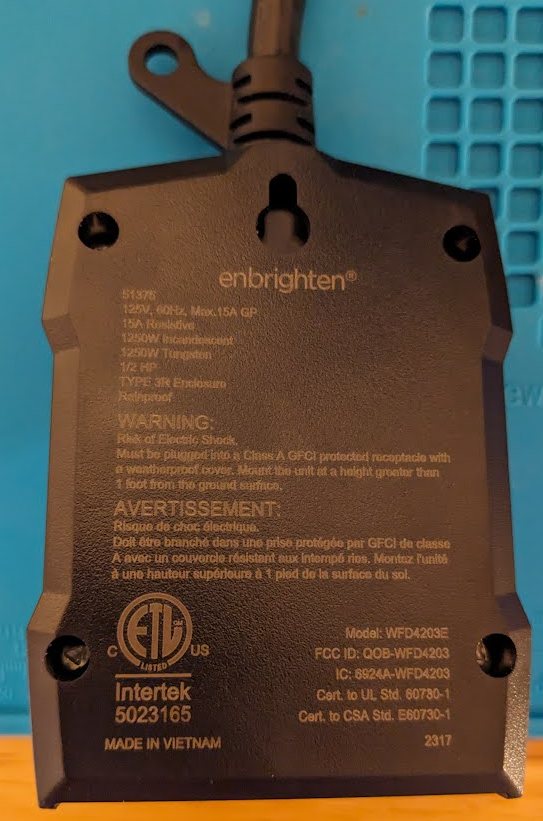 enbrighten®
51375
125V, 60Hz, Max.15A GP
15A Resistive
1250W Incandescent
1250W Tungsten
1/2 HP
TYPE 3R Enclosure
Rainproof
WARNING:
Risk of Electric Shock.
Must be plugged into a Class A GFCI protected receptacle with
a weatherproof cover. Mount the unit at a height greater than
1 foot from the ground surface.
AVERTISSEMENT:
Risque de choc électrique.
Doit être branché dans une prise protégée par GFCI de classe
A avec un couvercle résistant aux intempé ries. Montez l'unité
à une hauteur supérieure à 1 pied de la surface du sol.
ETL CM
LISTED
C US
Intertek
5023165
MADE IN VIETNAM
Model: WFD4203E
FCC ID: QOB-WFD4203
IC: 6924A-WFD4203
Cert. to UL Std. 60730-1
Cert. to CSA Std. E60730-1
2317